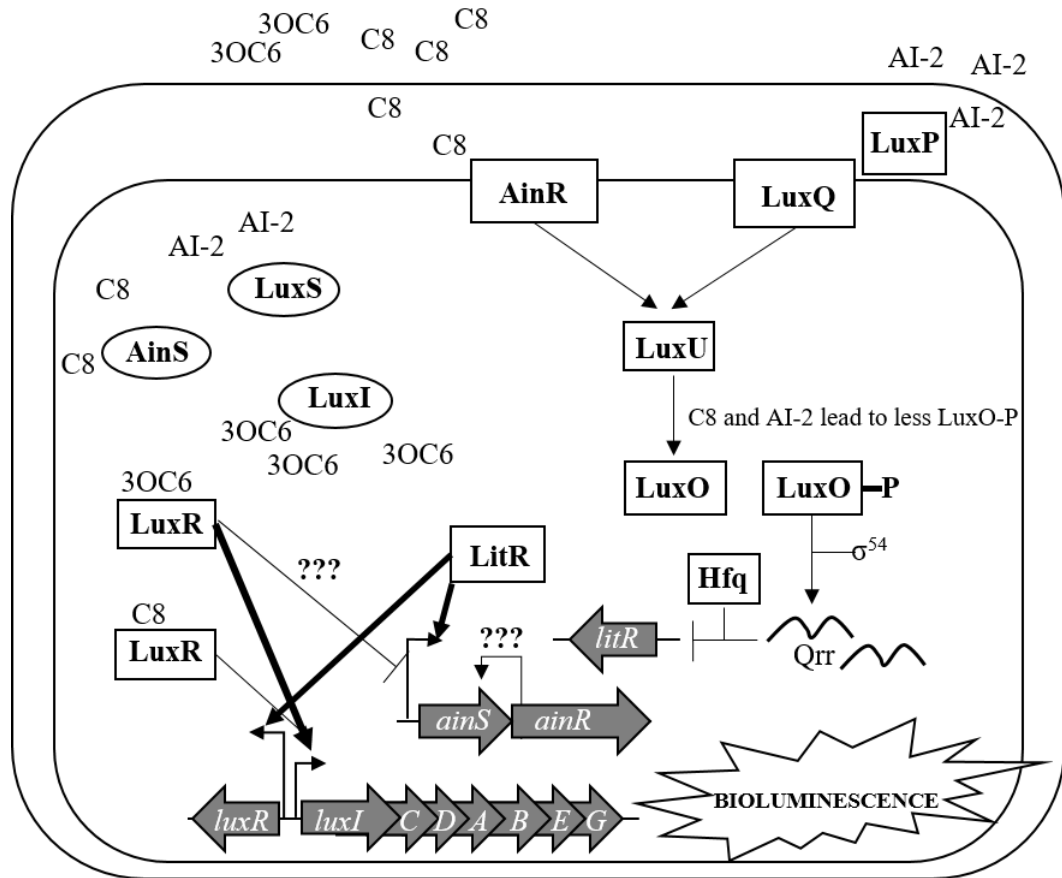 3OC6
3OC6
C8
C8
C8
AI-2
AI-2
C8
C8
AI-2
LuxP
AinR
LuxQ
AI-2
AI-2
C8
LuxS
AinS
C8
LuxU
LuxI
C8 and AI-2 lead to less LuxO-P
3OC6
3OC6
3OC6
3OC6
LuxR
LuxO
LuxO P
σ54
???
LitR
Hfq
C8
LuxR
???
litR
Qrr
ainS
ainR
BIOLUMINESCENCE
luxR
luxI
C
D
A
B
E
G